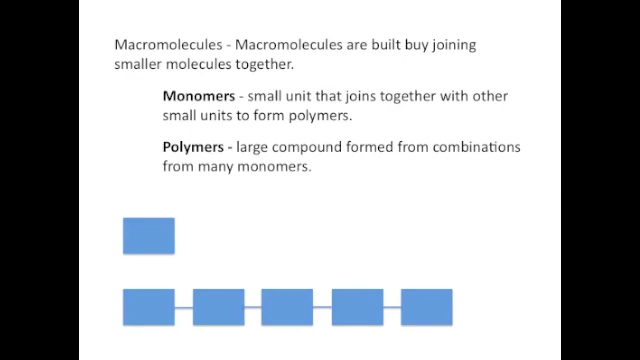 Macromolecules - Macromolecules are built buy joining
smaller molecules together.
Monomers - small unit that joins together with other
small units to form polymers.
Polymers - large compound formed from combinations
from many monomers.